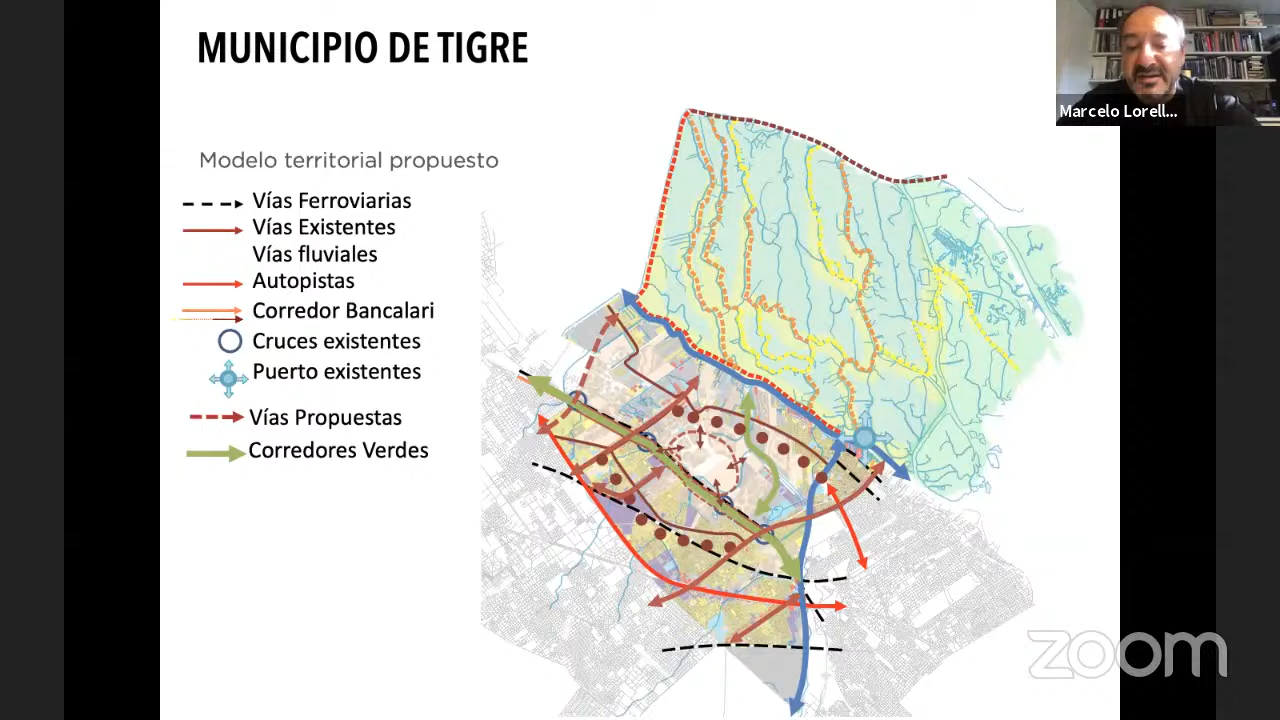 MUNICIPIO DE TIGRE
Marcelo Lorell...
Modelo territorial propuesto
Vías Ferroviarias
Vías Existentes
Vías fluviales
Autopistas
Corredor Bancalari
Cruces existentes
Puerto existentes
Vías Propuestas
Corredores Verdes
zoom